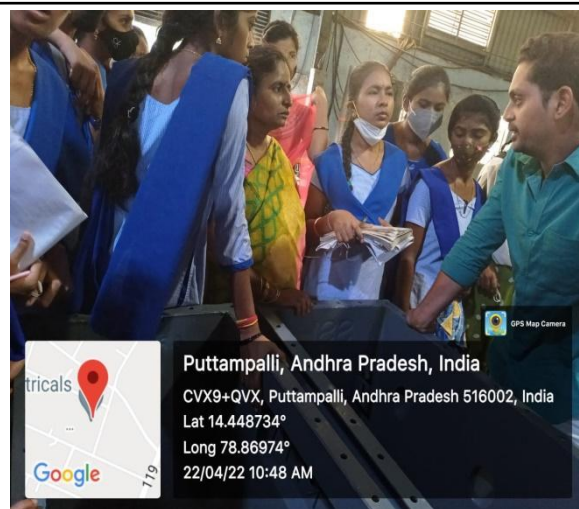 GPS Map Camera
tricals
Google
119
Puttampalli, Andhra Pradesh, India
CVX9+QVX, Puttampalli, Andhra Pradesh 516002, India
Lat 14.448734°
Long 78.86974°
22/04/22 10:48 AM